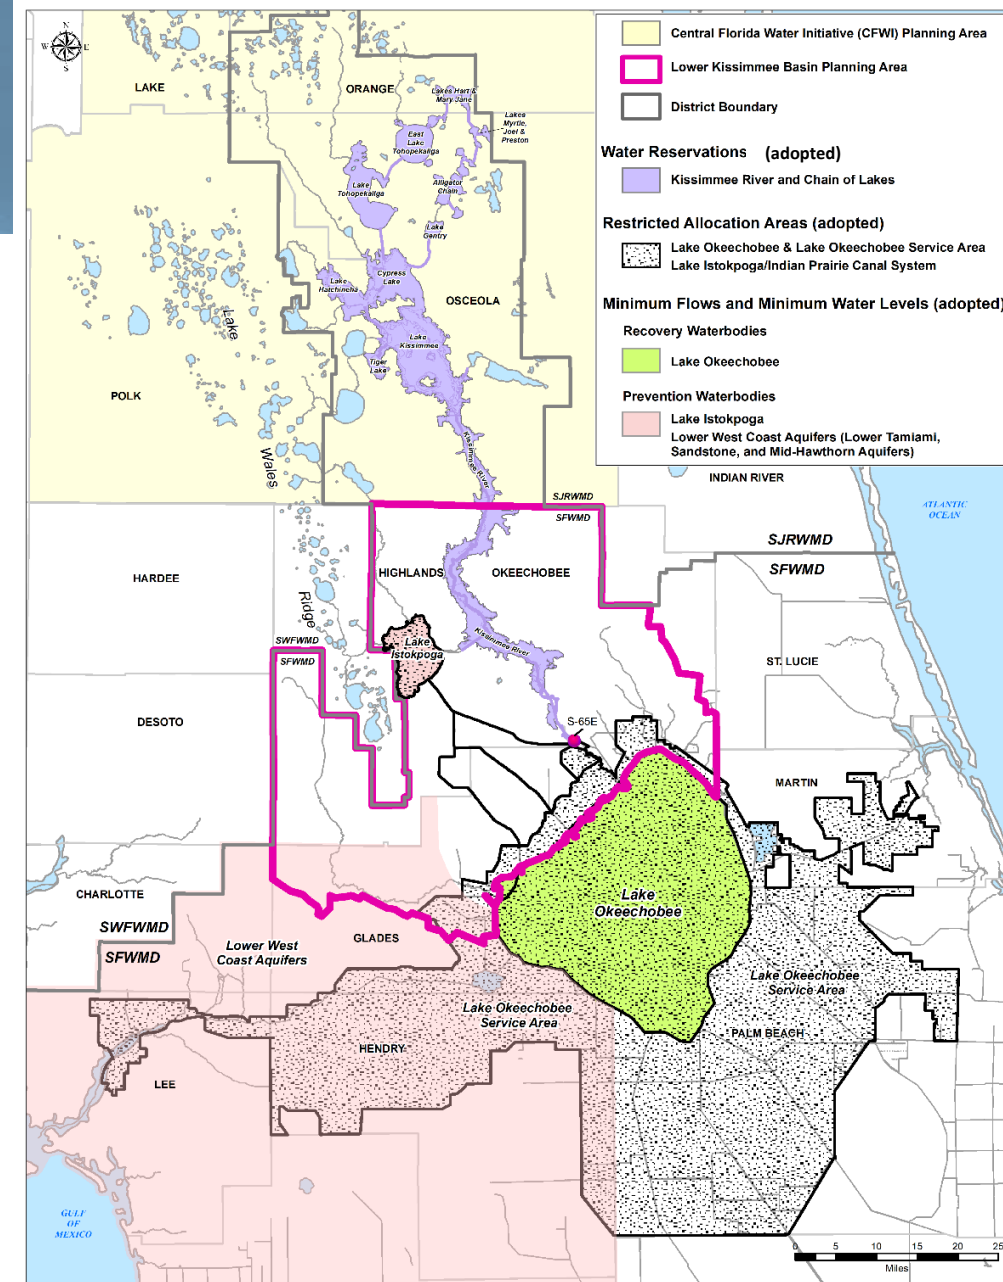 N
W E
S
Central Florida Water Initiative (CFWI) Planning Area
Lower Kissimmee Basin Planning Area
District Boundary
Water Reservations (adopted)
Kissimmee River and Chain of Lakes
Restricted Allocation Areas (adopted)
Lake Okeechobee & Lake Okeechobee Service Area
Lake Istokpoga/Indian Prairie Canal System
Minimum Flows and Minimum Water Levels (adopted)
Recovery Waterbodies
Lake Okeechobee
Prevention Waterbodies
Lake Istokpoga
Lower West Coast Aquifers (Lower Tamiami,
Sandstone, and Mid-Hawthorn Aquifers)
LAKE
ORANGE
Lakes Hart &
Mary Jane
Lakes
Myrtle,
Joel &
Preston
East
Lake
Tohopekaliga
Lake
Tohopekaliga
Alligator
Chain
Lake
Gentry
Cypress
Lake
Lake
Hatchineha
OSCEOLA
Lake
Kissimmee
Tiger
Lake
Lake
POLK
Wales
Kissimmee
River
INDIAN RIVER
ATLANTIC
OCEAN
SJRWMD
SFWMD
SJRWMD
SFWMD
HARDEE
HIGHLANDS
OKEECHOBEE
Ridge
Kissimmee River
Lake
Istokpoga
SWFWMD
SFWMD
ST. LUCIE
DESOTO
S-65E
MARTIN
CHARLOTTE
SWFWMD
SFWMD
Lake
Okeechobee
GLADES
Lower West
Coast Aquifers
Lake Okeechobee
Service Area
Lake Okeechobee
Service Area
PALM BEACH
HENDRY
LEE
GULF
OF
MEXICO
0 5 10 15 20 25
Miles